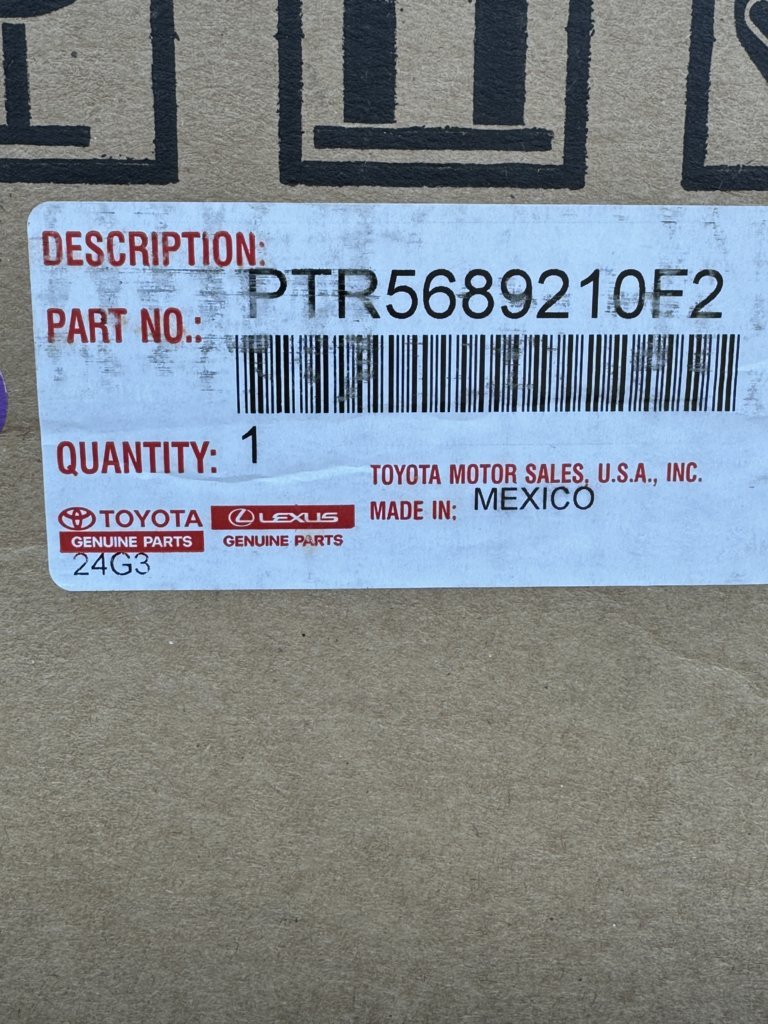 DESCRIPTION:
PTR5689210F2
PART NO.:
QUANTITY: 1
TOYOTA MOTOR SALES, U.S.A., INC.
MADE IN: MEXICO
TOYOTA
GENUINE PARTS
LEXUS
GENUINE PARTS
24G3